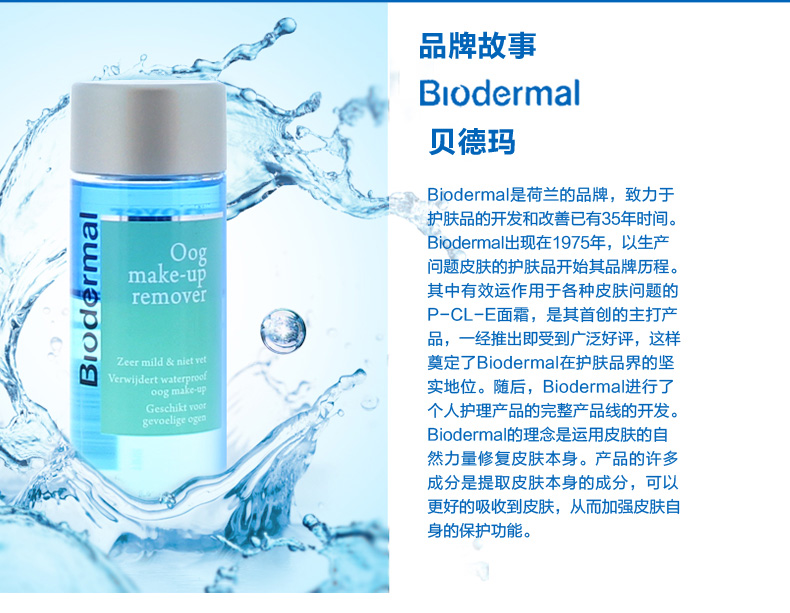 Biodermal
Oog
make-up
remover
Zeer mild & niet vet
Verwijdert waterproof
oog make-up
Geschikt voor
gevoelige ogen
品牌故事
Biodermal
贝德玛
Biodermal是荷兰的品牌，致力于
护肤品的开发和改善已有35年时间。
Biodermal出现在1975年，以生产
问题皮肤的护肤品开始其品牌历程。
其中有效运作用于各种皮肤问题的
P-CL-E面霜，是其首创的主打产
品，一经推出即受到广泛好评，这样
奠定了Biodermal在护肤品界的坚
实地位。随后，Biodermal进行了
个人护理产品的完整产品线的开发。
Biodermal的理念是运用皮肤的自
然力量修复皮肤本身。产品的许多
成分是提取皮肤本身的成分，可以
更好的吸收到皮肤，从而加强皮肤自
身的保护功能。